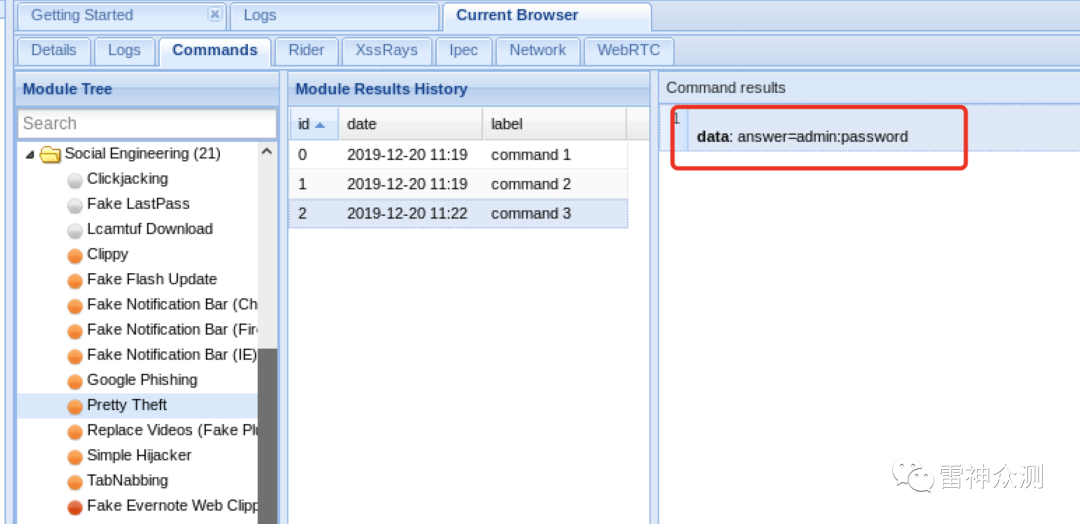 Getting Started
Logs
Current Browser
Details
Logs
Commands
Rider
XssRays
Ipec
Network
WebRTC
Module Tree
Module Results History
Command results
Search
id
date
label
1
data: answer=admin:password
0 2019-12-20 11:19 command 1
1 2019-12-20 11:19 command 2
2 2019-12-20 11:22 command 3
Social Engineering (21)
Clickjacking
Fake LastPass
Lcamtuf Download
Clippy
Fake Flash Update
Fake Notification Bar (Ch
Fake Notification Bar (Fire
Fake Notification Bar (IE)
Google Phishing
Pretty Theft
Replace Videos (Fake Plu
Simple Hijacker
TabNabbing
Fake Evernote Web Clipp
雷神众测